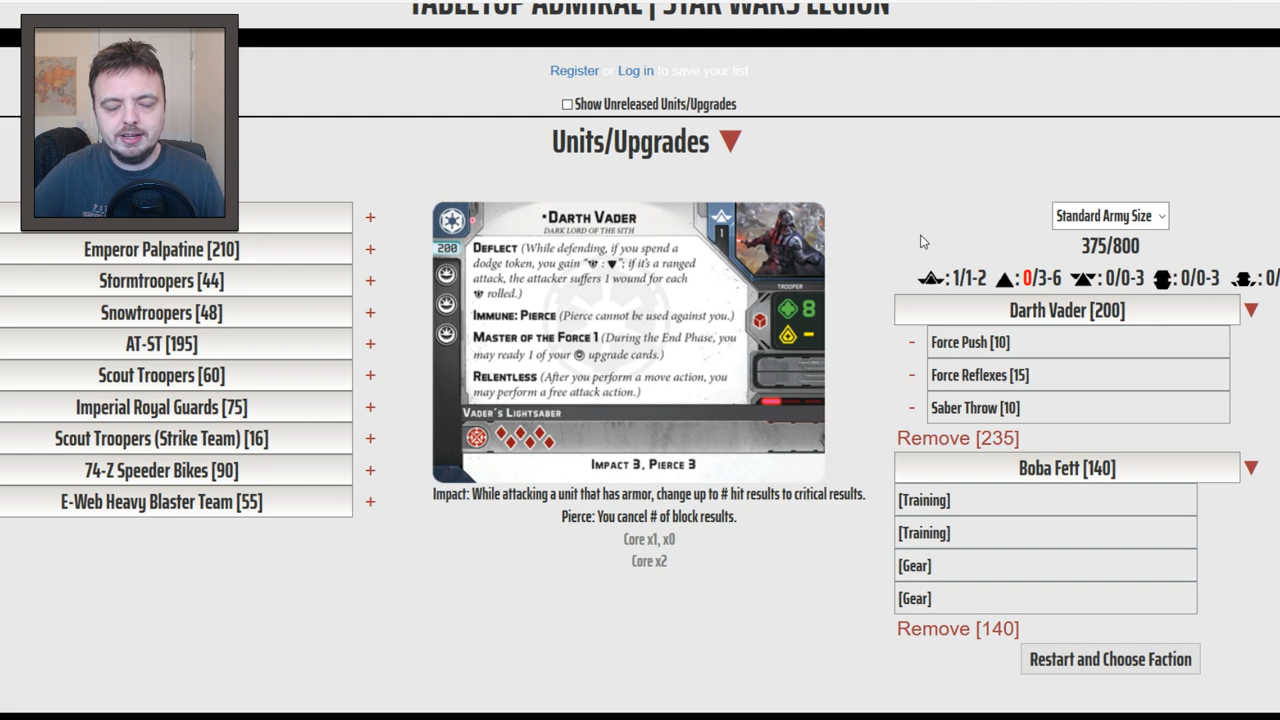 TABLETOP ADMIRAL | STAR WARS LEGION
Register or Log in to save your list
Show Unreleased Units/Upgrades
Units/Upgrades
Emperor Palpatine [210]
+
Stormtroopers [44]
+
Snowtroopers [48]
+
AT-ST [195]
+
Scout Troopers [60]
+
Imperial Royal Guards [75]
+
Scout Troopers (Strike Team) [16]
+
74-Z Speeder Bikes [90]
+
E-Web Heavy Blaster Team [55]
+
•DARTH VADER
DARK LORD OF THE SITH
1
200
DEFLECT (While defending, if you spend a
dodge token, you gain " : "; if it's a ranged
attack, the attacker suffers 1 wound for each
rolled.)
IMMUNE: PIERCE (Pierce cannot be used against you.)
MASTER OF THE FORCE 1 (During the End Phase, you
may ready 1 of your upgrade cards.)
RELENTLESS (After you perform a move action, you
may perform a free attack action.)
TROOPER
8
–
VADER'S LIGHTSABER
IMPACT 3, PIERCE 3
Impact: While attacking a unit that has armor, change up to # hit results to critical results.
Pierce: You cancel # of block results.
Core x1, x0
Core x2
Standard Army Size
375/800
: 1/1-2 : 0/3-6 : 0/0-3 : 0/0-3 : 0/
Darth Vader [200]
- Force Push [10]
- Force Reflexes [15]
- Saber Throw [10]
Remove [235]
Boba Fett [140]
[Training]
[Training]
[Gear]
[Gear]
Remove [140]
Restart and Choose Faction